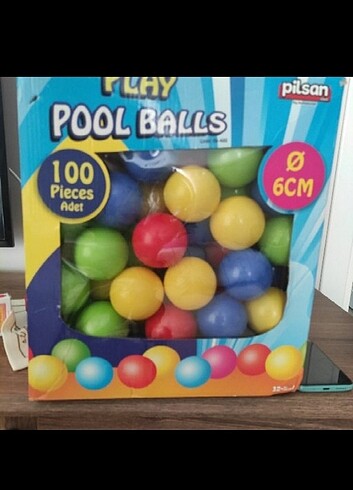 PLAY
pilsan
POOL BALLS
100
Pieces
Adet
Ø
6CM